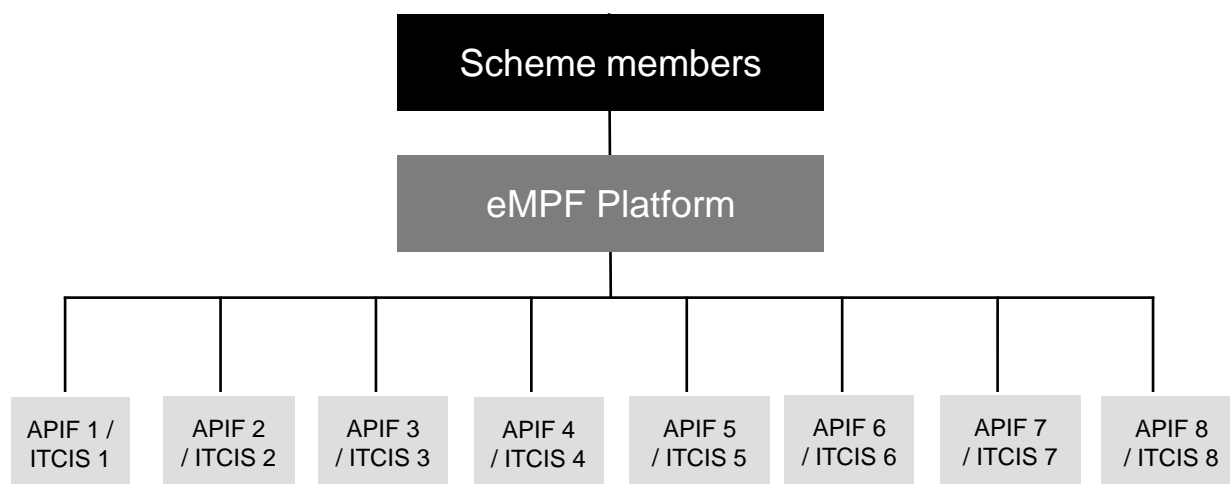 Scheme members
eMPF Platform
APIF 1 /
ITCIS 1
APIF 2
/ ITCIS 2
APIF 3
/ ITCIS 3
APIF 4
/ ITCIS 4
APIF 5
/ ITCIS 5
APIF 6
/ ITCIS 6
APIF 7
/ ITCIS 7
APIF 8
/ ITCIS 8